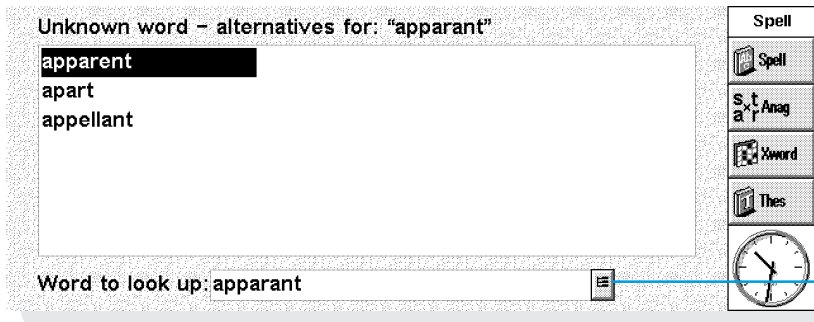 Unknown word – alternatives for: “apparant”
apparent
apart
appellant
Word to look up: apparant
Spell
Spell
s t
a x r Anag
Xword
Thes